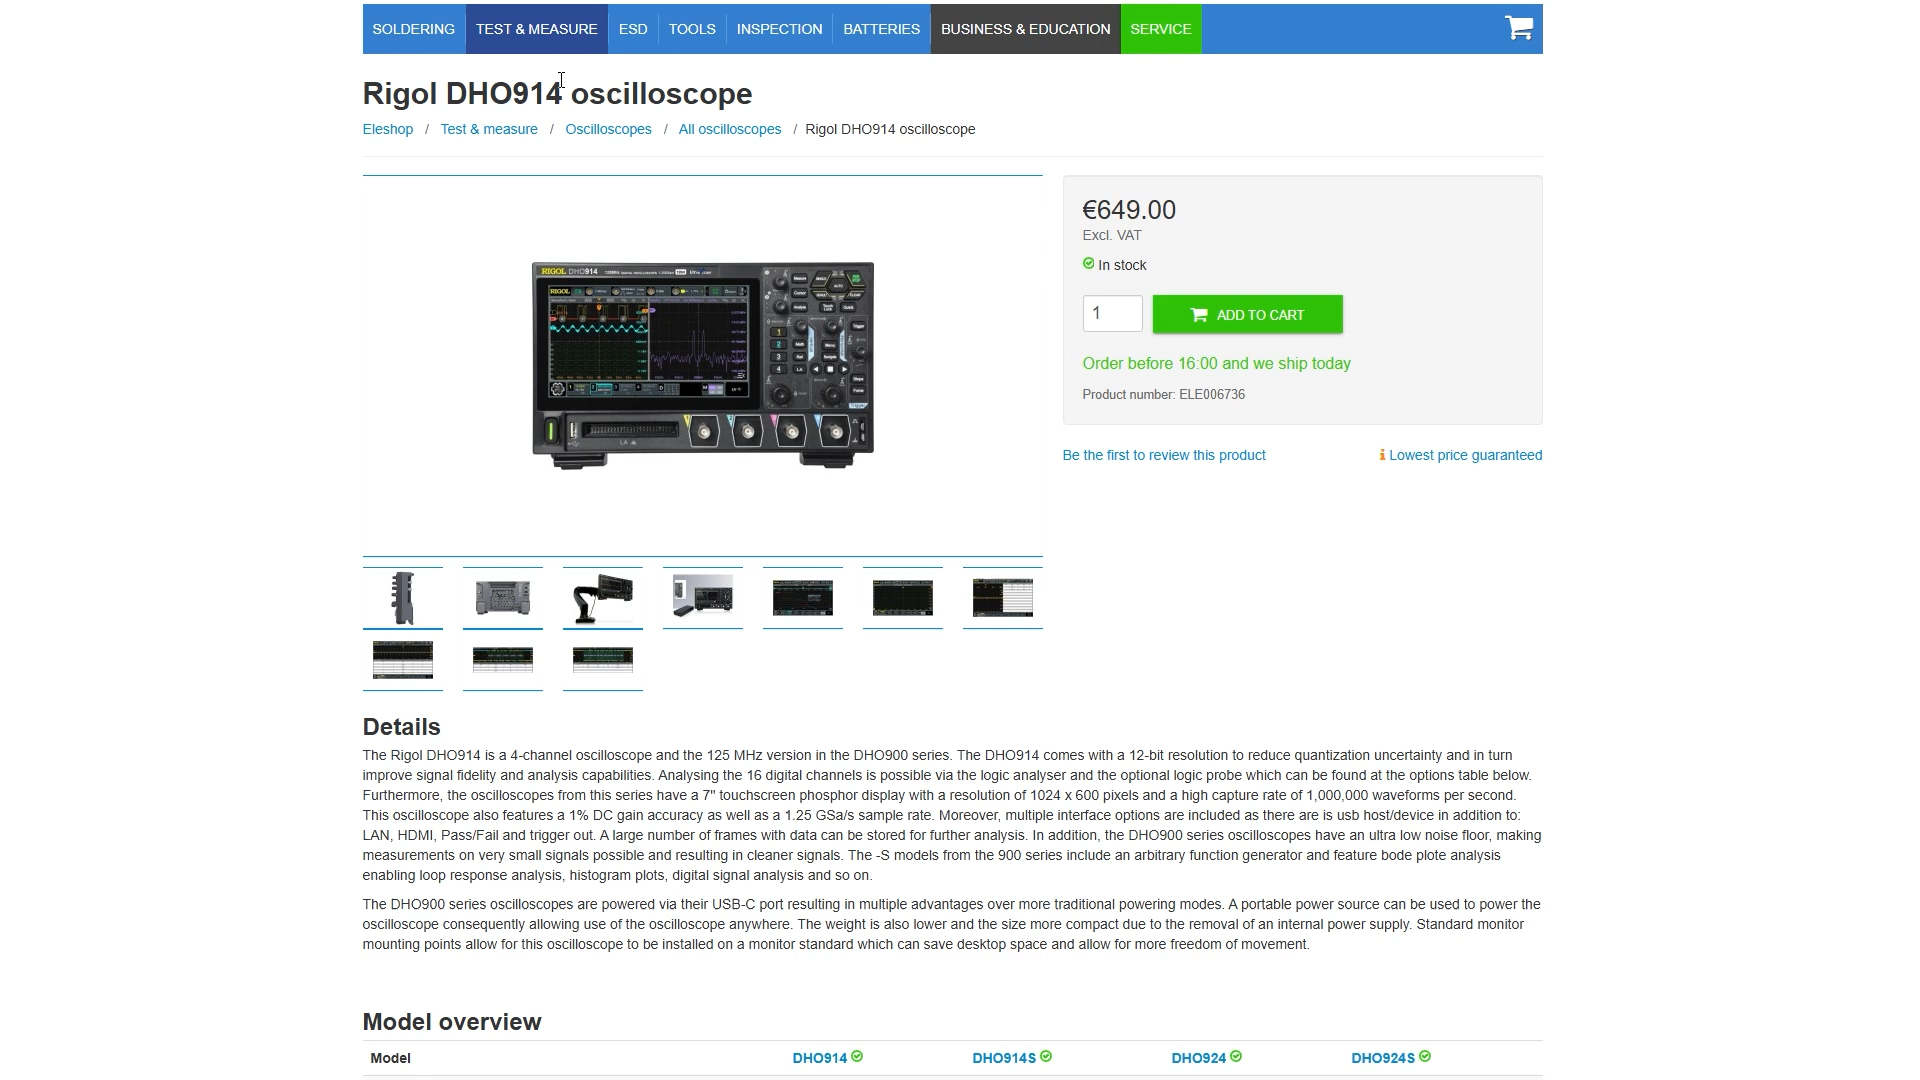 SOLDERING TEST & MEASURE ESD TOOLS INSPECTION BATTERIES BUSINESS & EDUCATION SERVICE
Rigol DHO914 oscilloscope
Eleshop / Test & measure / Oscilloscopes / All oscilloscopes / Rigol DHO914 oscilloscope
€649.00
Excl. VAT
In stock
1 ADD TO CART
Order before 16:00 and we ship today
Product number: ELE006736
Be the first to review this product
Lowest price guaranteed
RIGOL DHO914
RIGOL
LA
Details
The Rigol DHO914 is a 4-channel oscilloscope and the 125 MHz version in the DHO900 series. The DHO914 comes with a 12-bit resolution to reduce quantization uncertainty and in turn
improve signal fidelity and analysis capabilities. Analysing the 16 digital channels is possible via the logic analyser and the optional logic probe which can be found at the options table below.
Furthermore, the oscilloscopes from this series have a 7" touchscreen phosphor display with a resolution of 1024 x 600 pixels and a high capture rate of 1,000,000 waveforms per second.
This oscilloscope also features a 1% DC gain accuracy as well as a 1.25 GSa/s sample rate. Moreover, multiple interface options are included as there are is usb host/device in addition to:
LAN, HDMI, Pass/Fail and trigger out. A large number of frames with data can be stored for further analysis. In addition, the DHO900 series oscilloscopes have an ultra low noise floor, making
measurements on very small signals possible and resulting in cleaner signals. The -S models from the 900 series include an arbitrary function generator and feature bode plote analysis
enabling loop response analysis, histogram plots, digital signal analysis and so on.
The DHO900 series oscilloscopes are powered via their USB-C port resulting in multiple advantages over more traditional powering modes. A portable power source can be used to power the
oscilloscope consequently allowing use of the oscilloscope anywhere. The weight is also lower and the size more compact due to the removal of an internal power supply. Standard monitor
mounting points allow for this oscilloscope to be installed on a monitor standard which can save desktop space and allow for more freedom of movement.
Model overview
Model DHO914 DHO914S DHO924 DHO924S